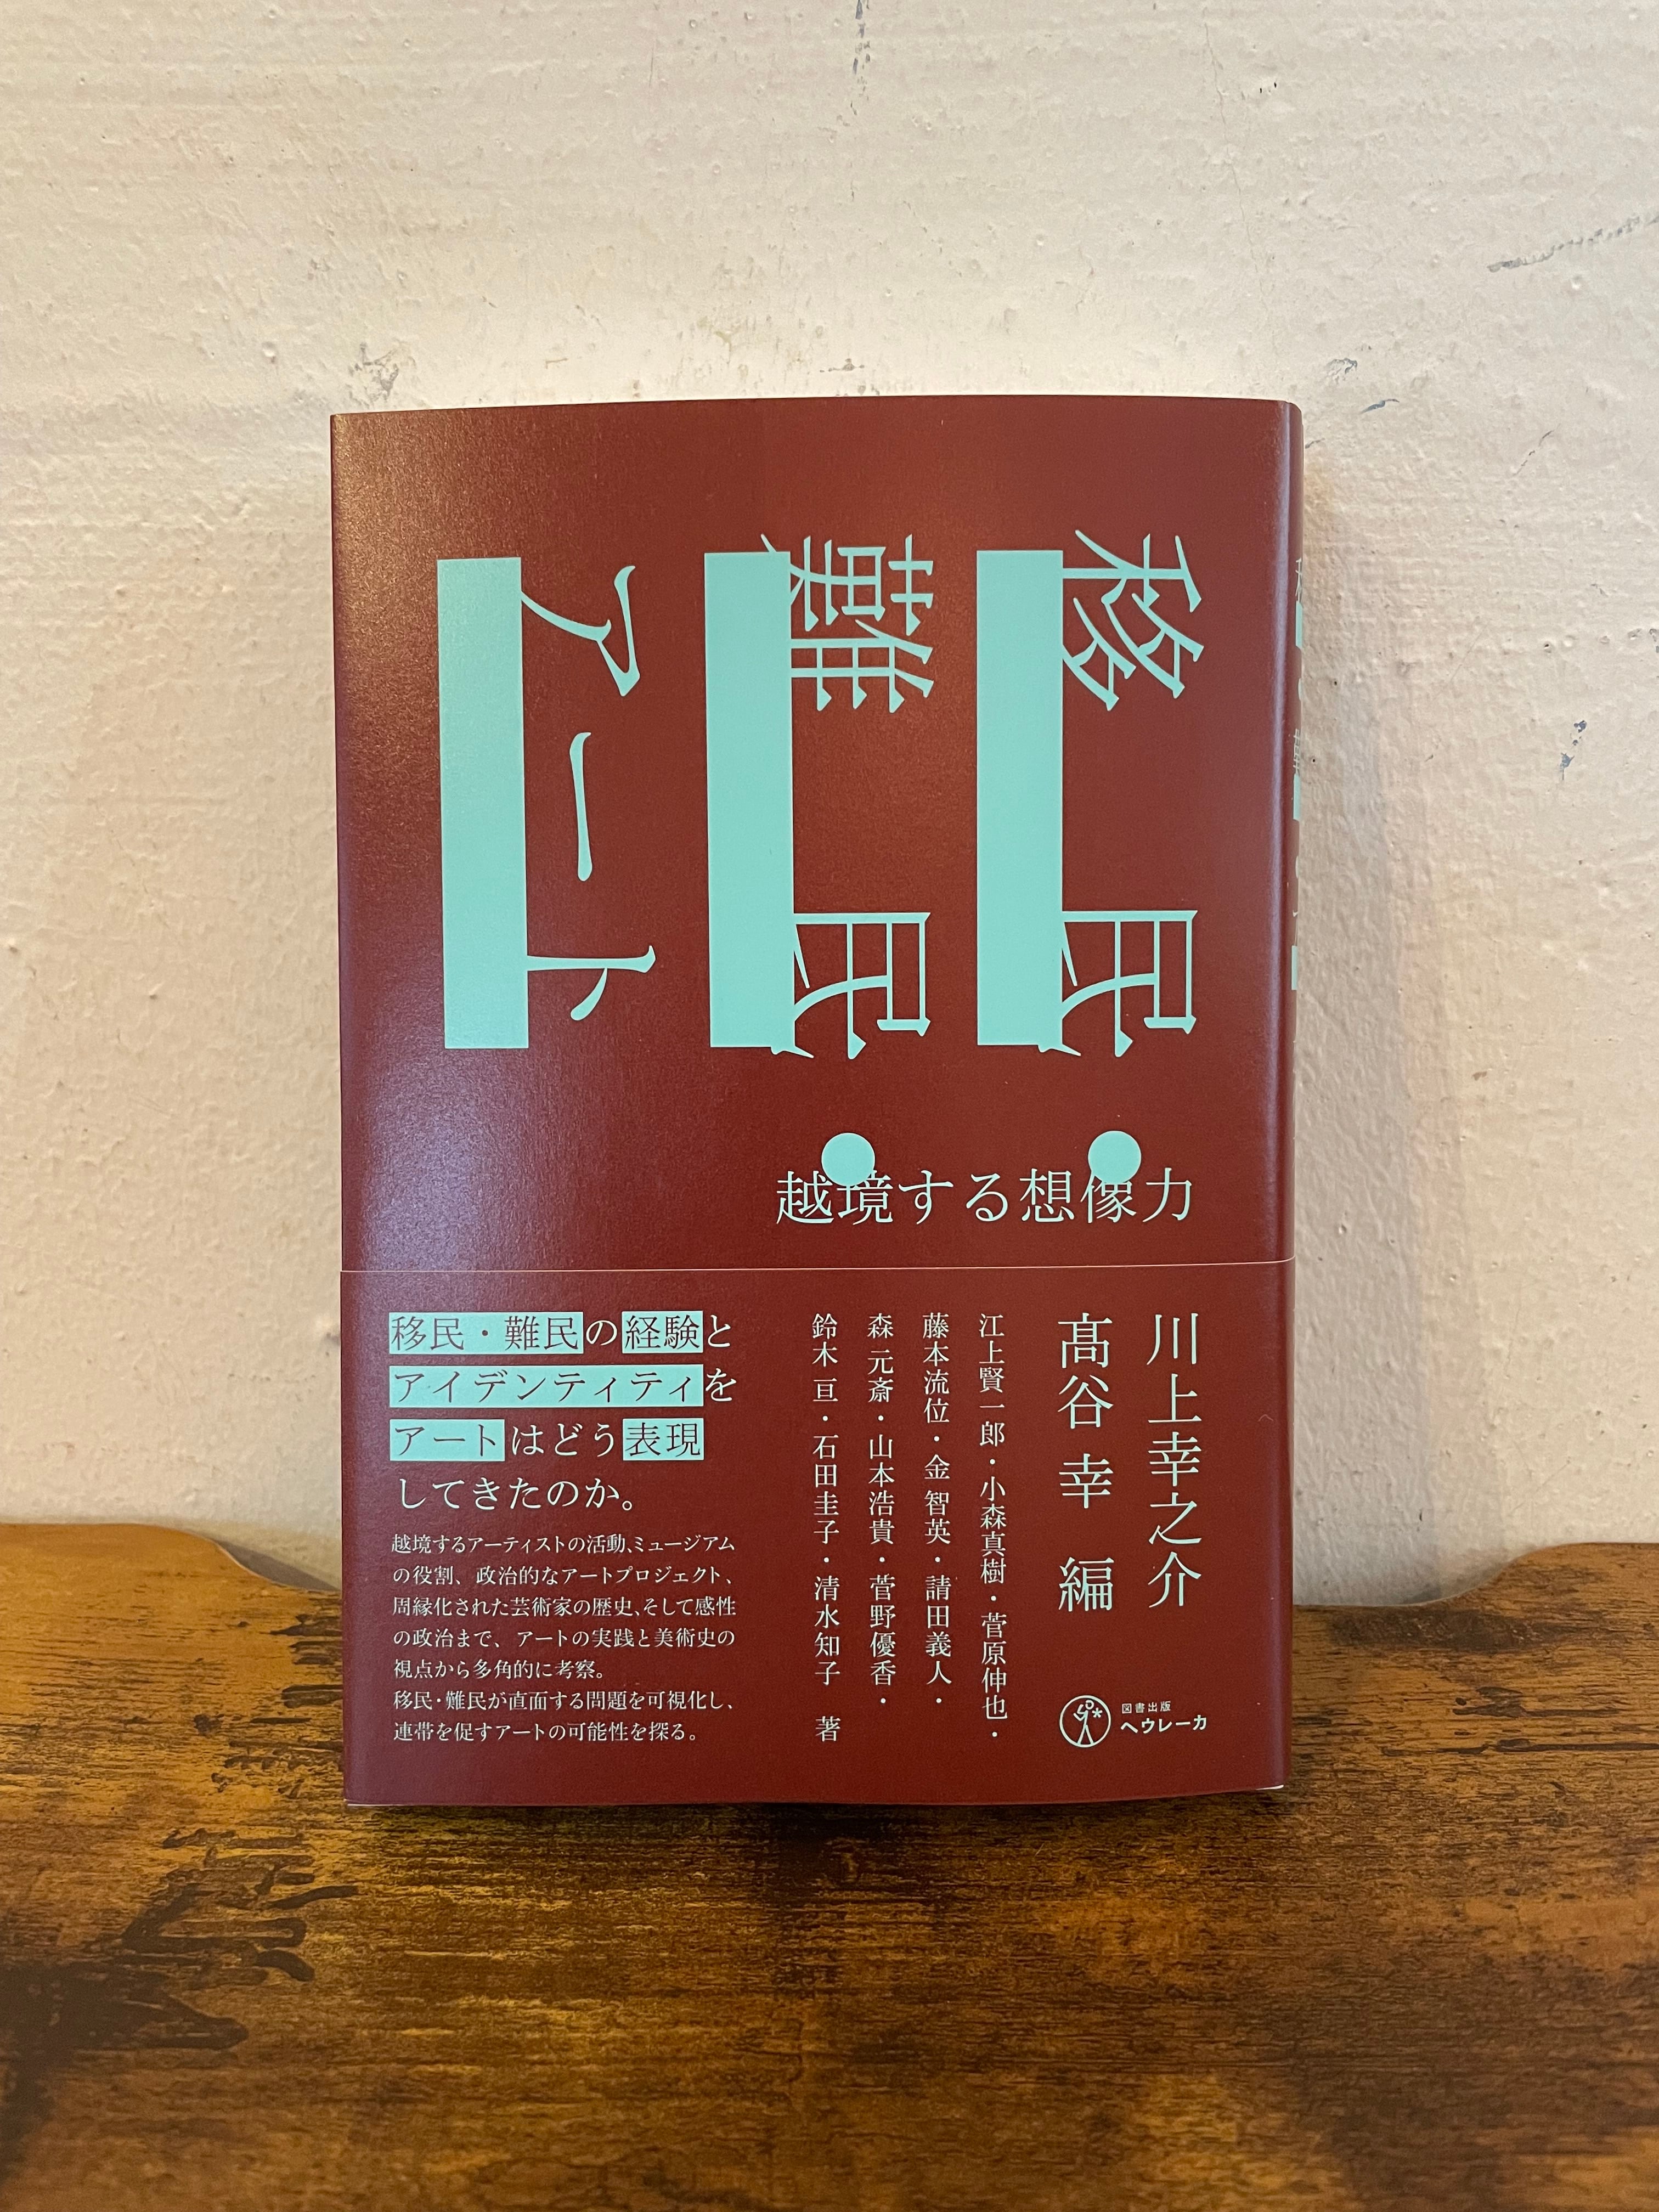 移民・
難民・
アート
越境する想像力
川上幸之介
髙谷 幸 編
江上賢一郎・小森真樹・菅原伸也・
藤本流位・金 智英・請田義人・
森 元斎・山本浩貴・菅野優香・
鈴木 亘・石田圭子・清水知子 著
移民・難民の経験と
アイデンティティを
アートはどう表現
してきたのか。
越境するアーティストの活動、ミュージアム
の役割、政治的なアートプロジェクト、
周縁化された芸術家の歴史、そして感性
の政治まで、アートの実践と美術史の
視点から多角的に考察。
移民・難民が直面する問題を可視化し、
連帯を促すアートの可能性を探る。
図書出版
ヘウレーカ